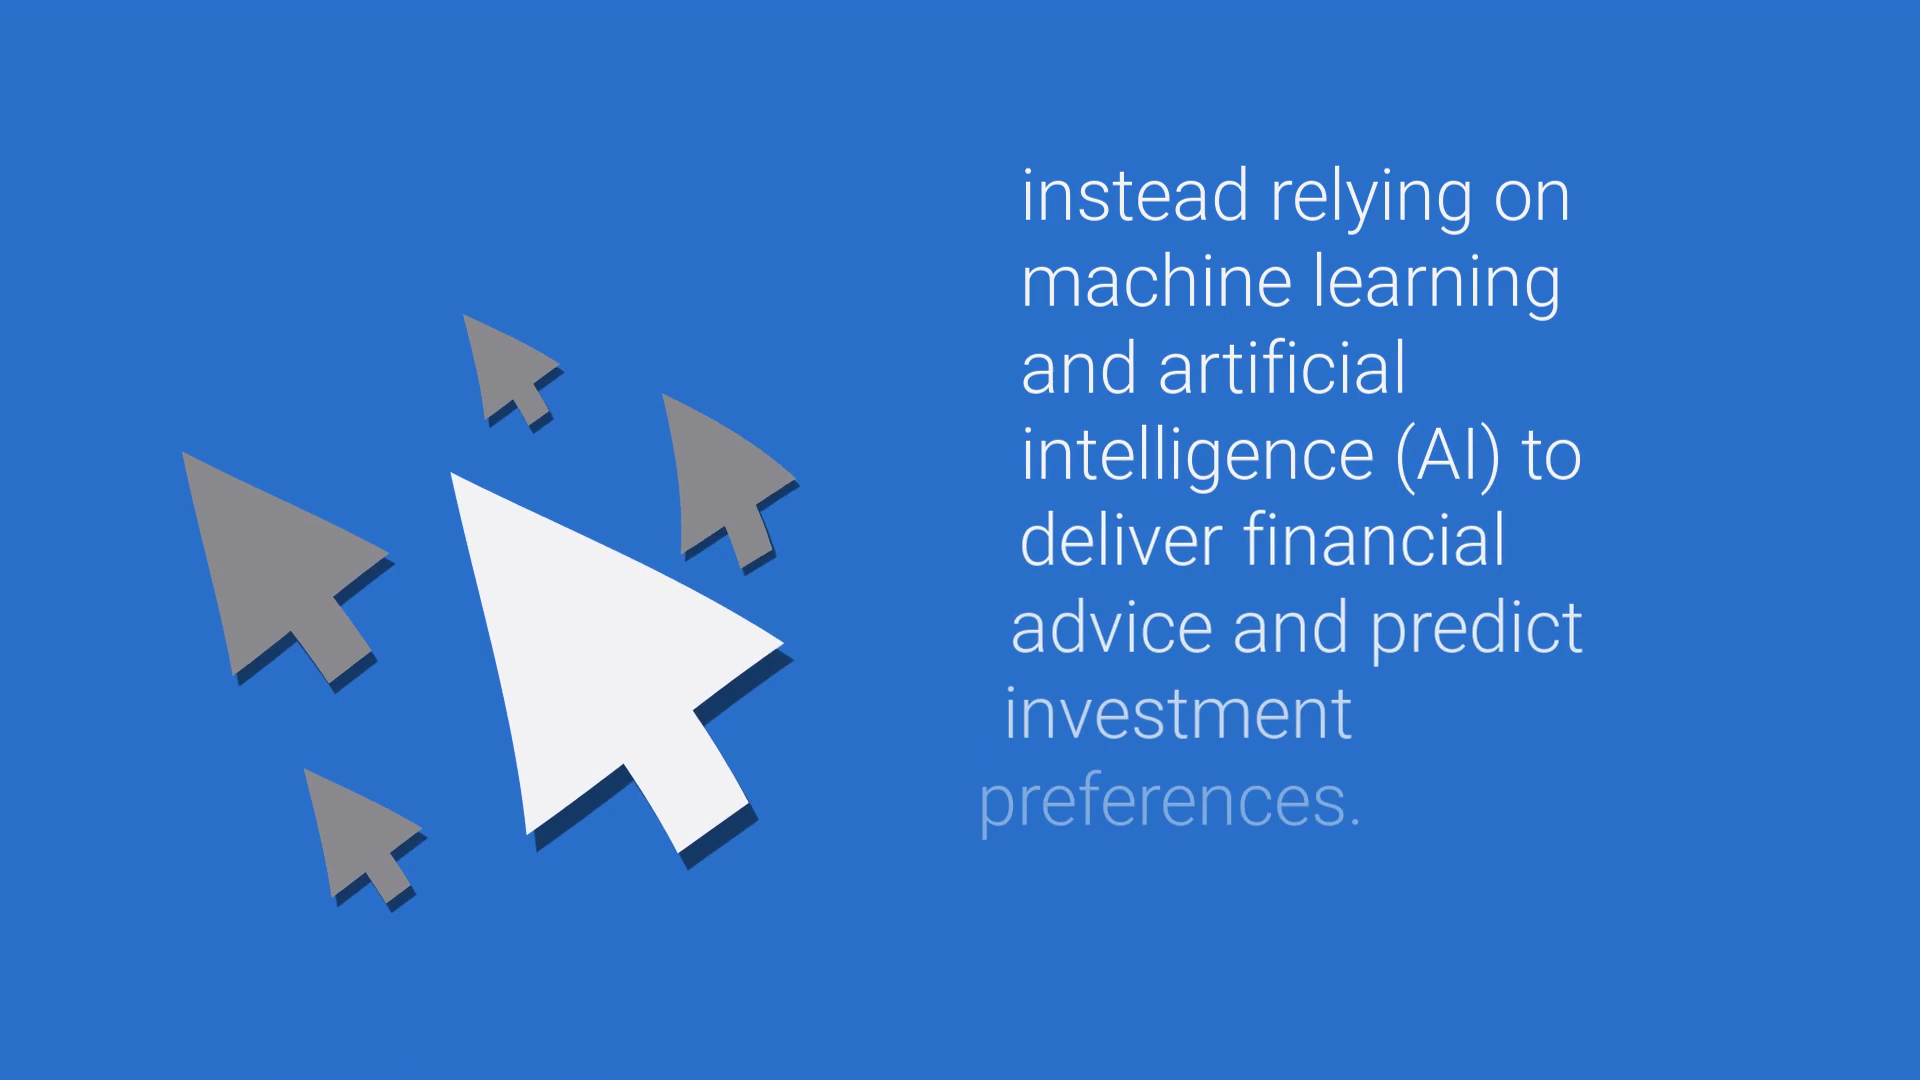 instead relying on
machine learning
and artificial
intelligence (AI) to
deliver financial
advice and predict
investment
preferences.